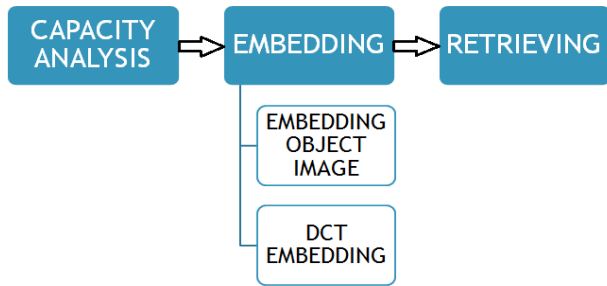 CAPACITY
ANALYSIS
EMBEDDING
RETRIEVING
EMBEDDING
OBJECT
IMAGE
DCT
EMBEDDING